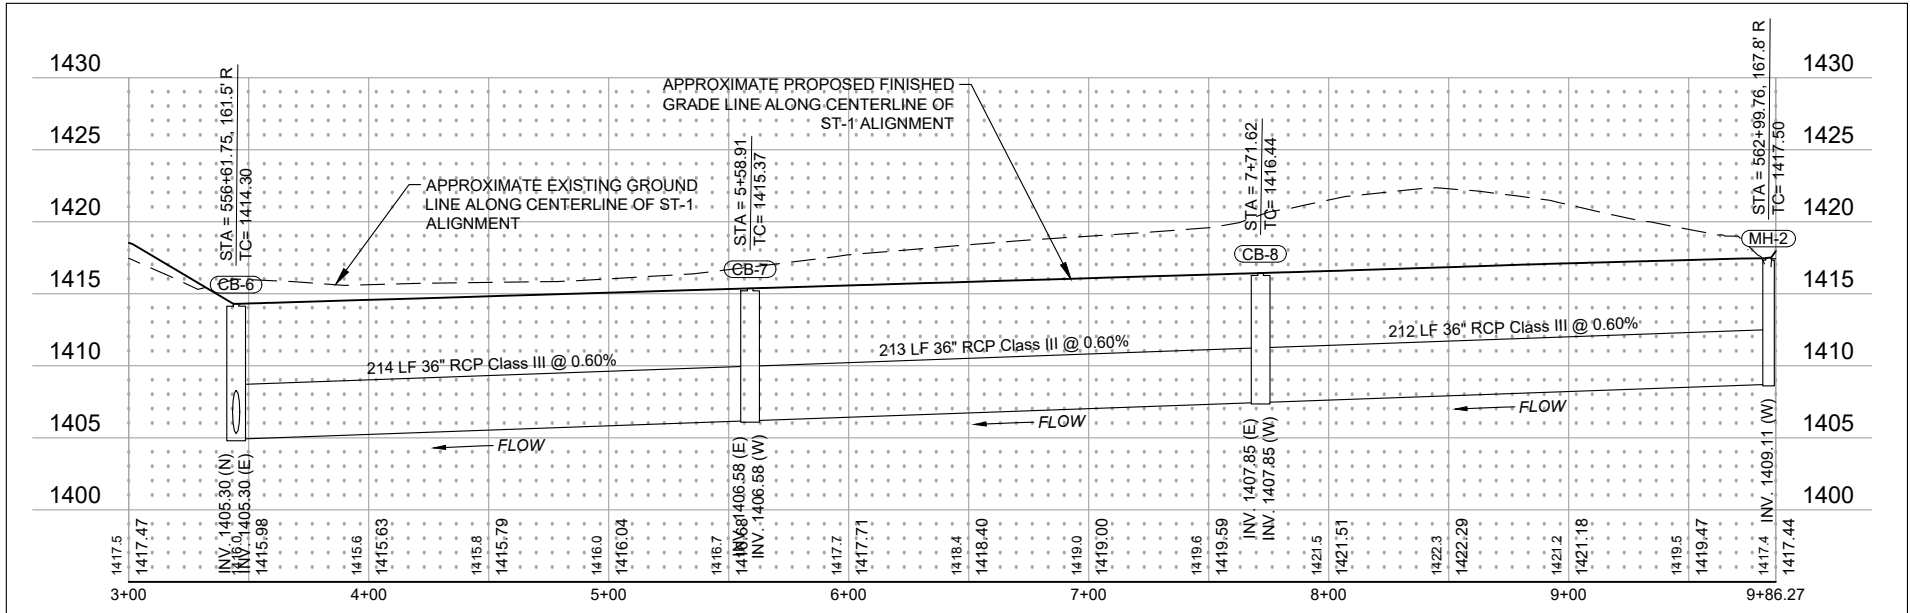 1430
1425
1420
1415
1410
1405
1400
STA = 556+61.75, 161.5' R
TC= 1414.30
CB-6
APPROXIMATE EXISTING GROUND
LINE ALONG CENTERLINE OF ST-1
ALIGNMENT
APPROXIMATE PROPOSED FINISHED
GRADE LINE ALONG CENTERLINE OF
ST-1 ALIGNMENT
STA = 5+58.91
TC= 1415.37
CB-7
STA = 7+71.62
TC= 1416.44
CB-8
STA = 562+99.76, 167.8' R
TC= 1417.50
MH-2
1430
1425
1420
1415
1410
1405
1400
214 LF 36" RCP Class III @ 0.60%
213 LF 36" RCP Class III @ 0.60%
212 LF 36" RCP Class III @ 0.60%
FLOW
FLOW
FLOW
INV. 1405.30 (N)
INV. 1405.30 (E)
INV. 1406.58 (E)
INV. 1406.58 (W)
INV. 1407.85 (E)
INV. 1407.85 (W)
INV. 1409.11 (W)
1417.5
1417.47
1416.0
1415.98
1415.6
1415.63
1415.8
1415.79
1416.0
1416.04
1416.7
1416.68
1417.7
1417.71
1418.4
1418.40
1419.0
1419.00
1419.6
1419.59
1421.5
1421.51
1422.3
1422.29
1421.2
1421.18
1419.5
1419.47
1417.4
1417.44
3+00
4+00
5+00
6+00
7+00
8+00
9+00
9+86.27